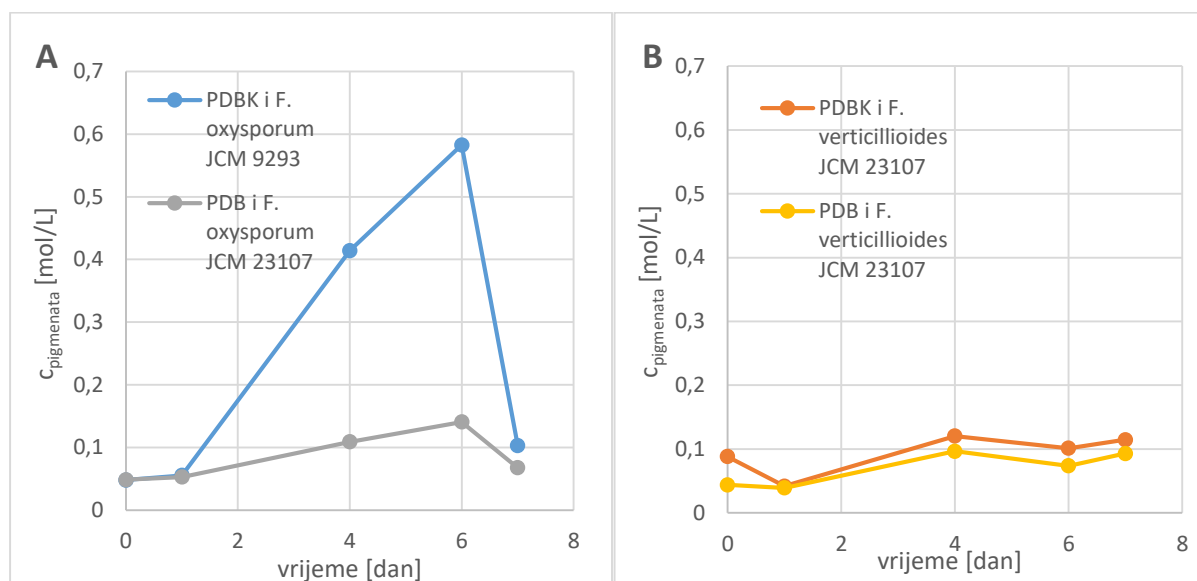 A
0,7
0,6
0,5
0,4
0,3
0,2
0,1
0
c_pigmenata [mol/L]
PDBK i F.
oxysporum
JCM 9293
PDB i F.
oxysporum
JCM 23107
0
2
4
6
8
vrijeme [dan]
B
0,7
0,6
0,5
0,4
0,3
0,2
0,1
0
c_pigmenata [mol/L]
PDBK i F.
verticillioides
JCM 23107
PDB i F.
verticillioides
JCM 23107
0
2
4
6
8
vrijeme [dan]